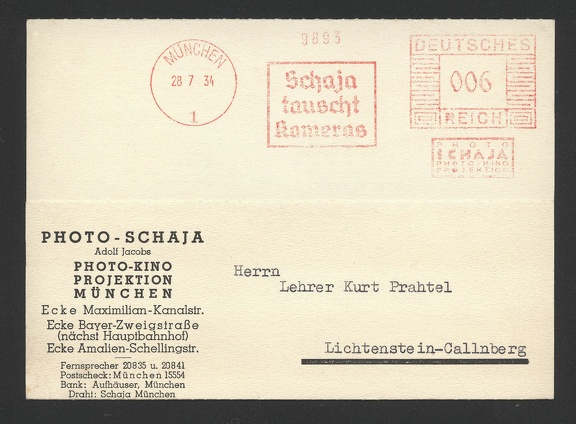 MÜNCHEN
28 7 34
1
9893
Schaja
tauscht
Kameras
DEUTSCHES
006
REICH
PHOTO
SCHAJA
PHOTO-KINO
PROJEKTION
PHOTO-SCHAJA
Adolf Jacobs
PHOTO-KINO
PROJEKTION
MÜNCHEN
Ecke Maximilian-Kanalstr.
Ecke Bayer-Zweigstraße
(nächst Hauptbahnhof)
Ecke Amalien-Schellingstr.
Fernsprecher 20835 u. 20841
Postscheck: München 15554
Bank: Aufhäuser, München
Draht: Schaja München
Herrn
Lehrer Kurt Prahtel
Lichtenstein-Callnberg